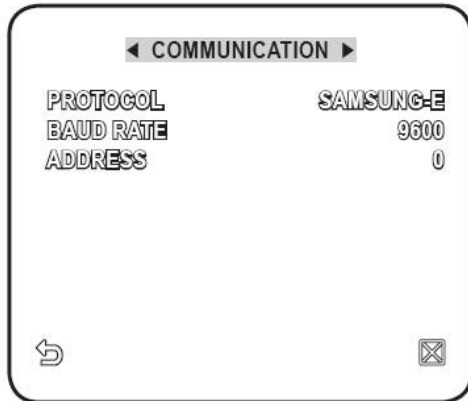 ◄ COMMUNICATION ►
PROTOCOL SAMSUNG-E
BAUD RATE 9600
ADDRESS 0